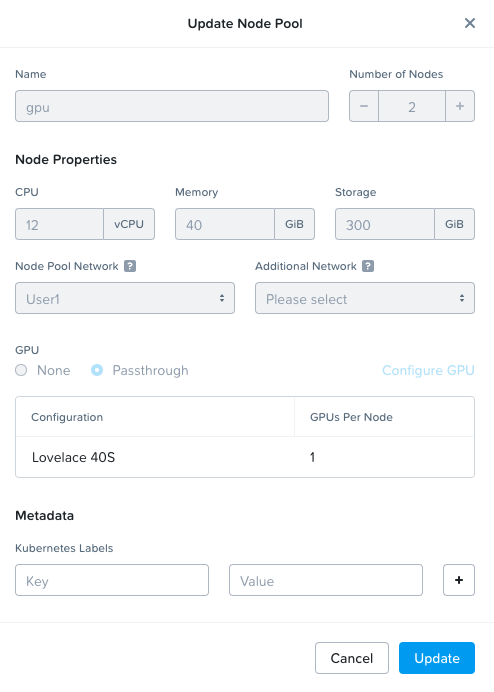 Update Node Pool
Name
Number of Nodes
gpu
− 2 +
Node Properties
CPU
Memory
Storage
12 vCPU
40 GiB
300 GiB
Node Pool Network ?
Additional Network ?
User1
Please select
GPU
None Passthrough Configure GPU
Configuration GPUs Per Node
Lovelace 40S 1
Metadata
Kubernetes Labels
Key Value +
Cancel Update